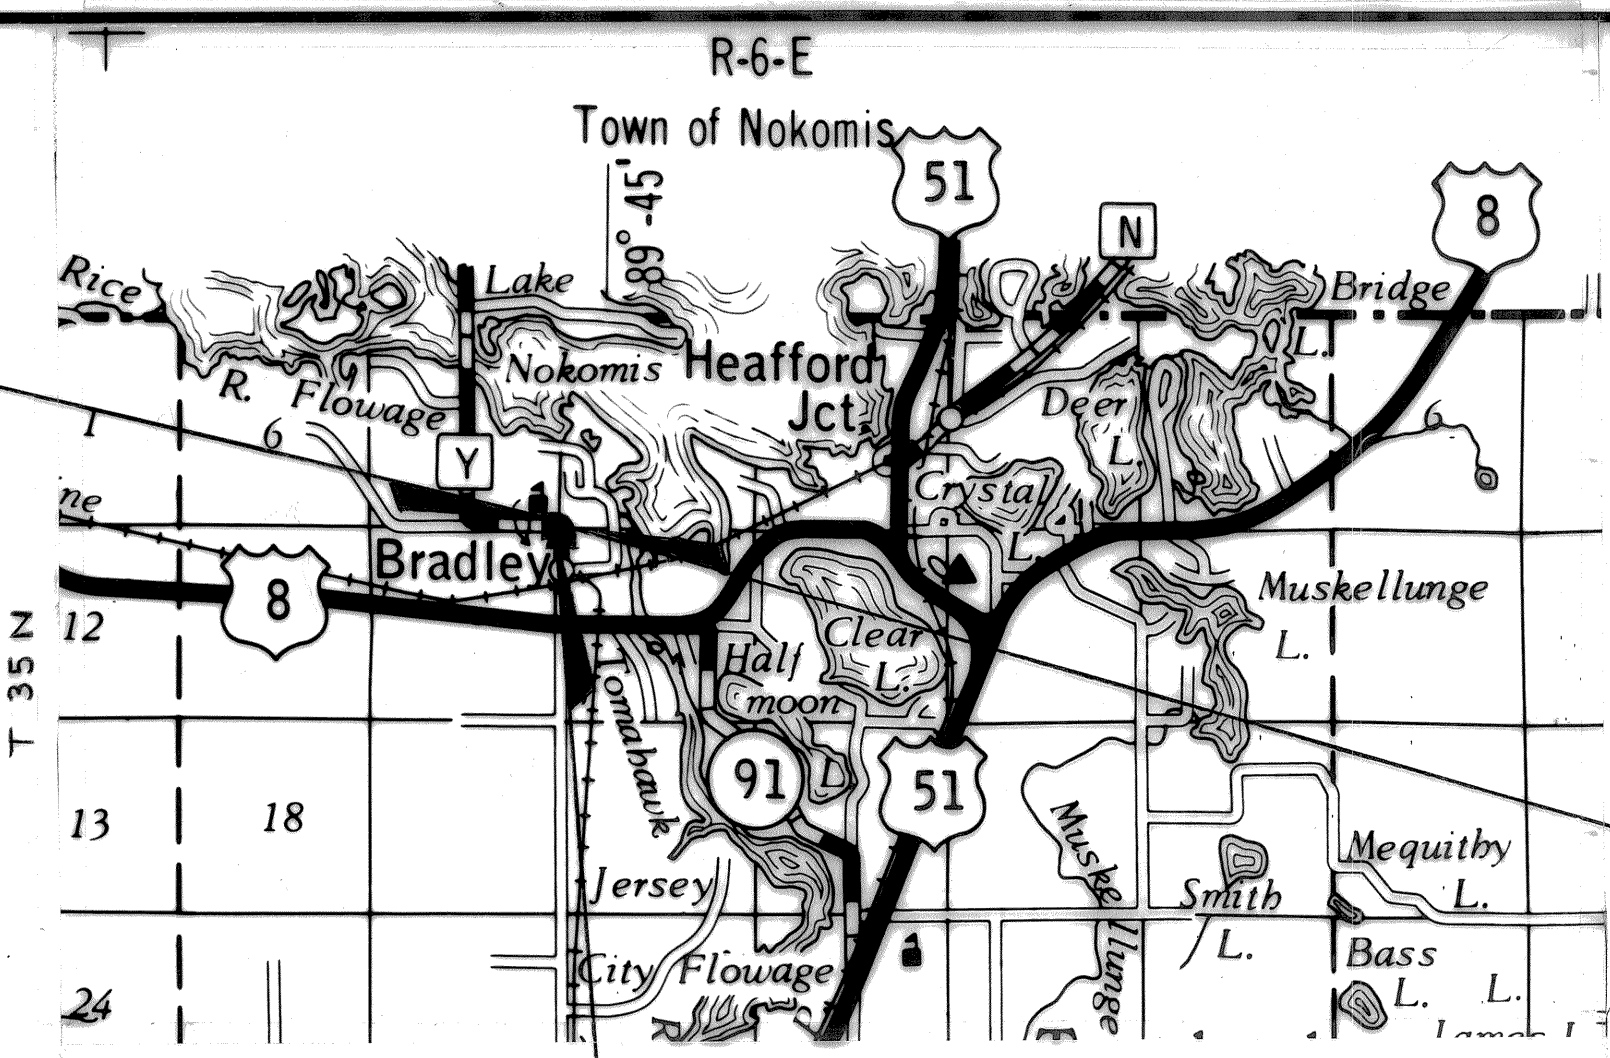 R-6-E
Town of Nokomis
89° -45'
51
8
N
Rice
R. Flowage
Lake
Nokomis
Heafford
Jct.
Bridge
L.
Deer
L.
1
6
6
Y
ne
Crystal
L.
Bradley
8
Muskellunge
L.
T 35 N
12
Clear
L.
Half
moon
L
Tomahawk
91
51
13
18
Muskellunge
Mequithy
L.
Smith
L.
Jersey
City Flowage
Bass
L.
L.
24
R